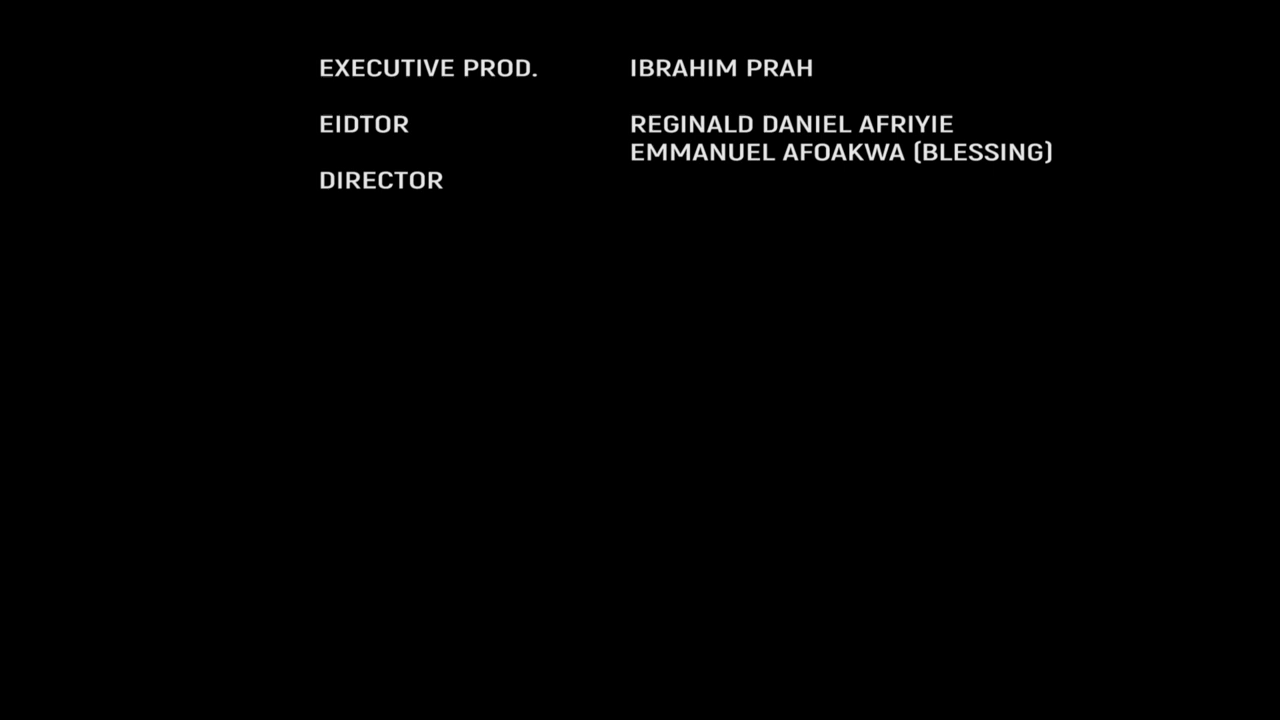 EXECUTIVE PROD. IBRAHIM PRAH
EIDTOR REGINALD DANIEL AFRIYIE
EMMANUEL AFOAKWA (BLESSING)
DIRECTOR